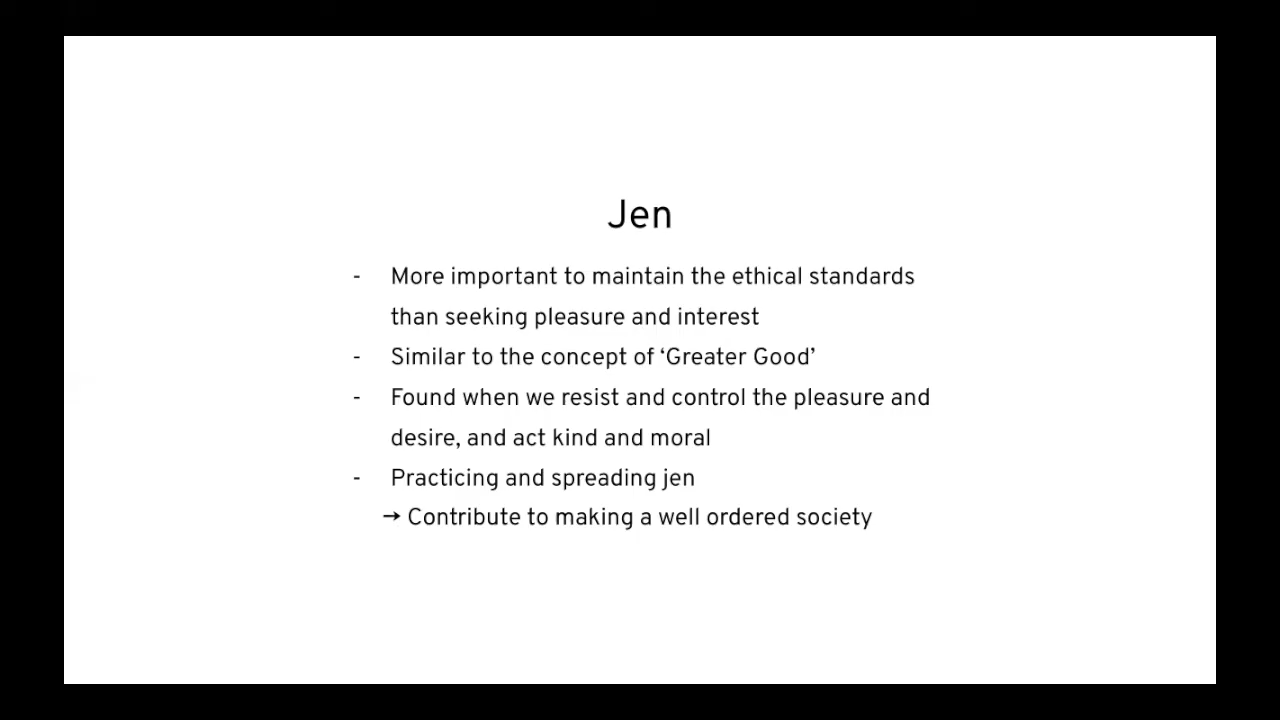 Jen
- More important to maintain the ethical standards
than seeking pleasure and interest
- Similar to the concept of ‘Greater Good’
- Found when we resist and control the pleasure and
desire, and act kind and moral
- Practicing and spreading jen
→ Contribute to making a well ordered society